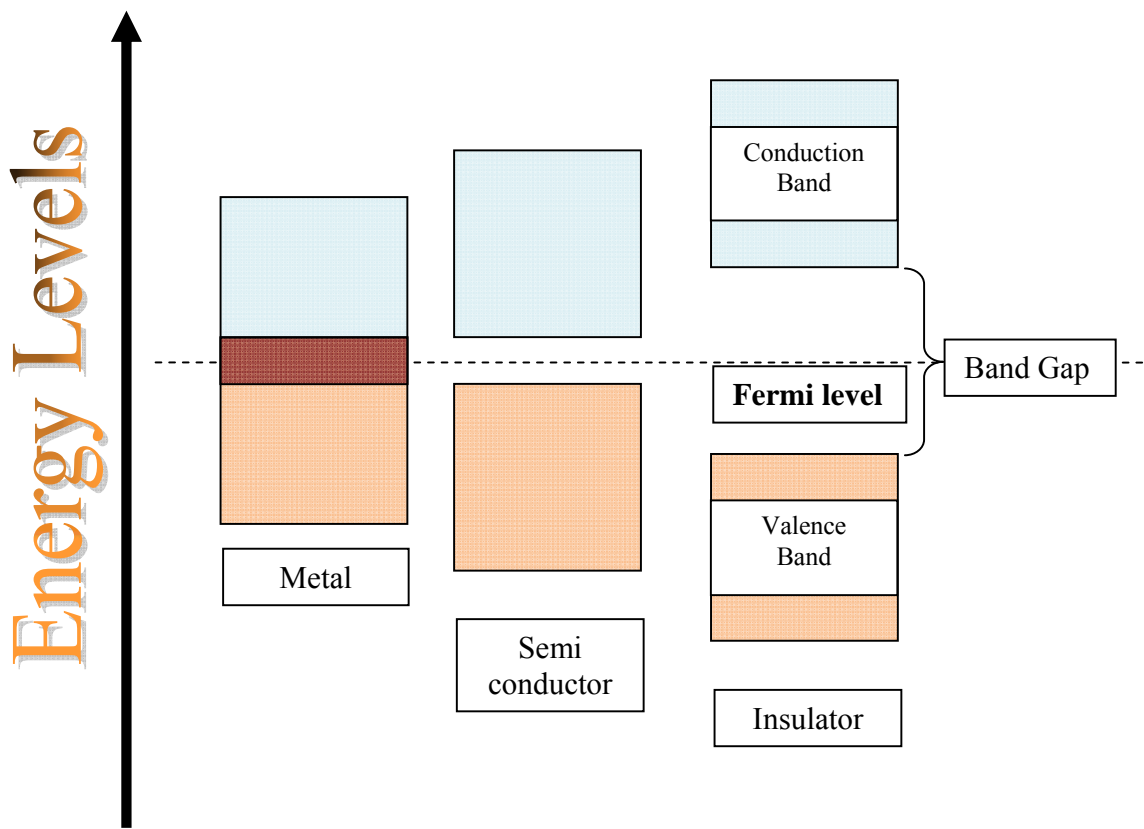 Energy Levels
Conduction
Band
Band Gap
Fermi level
Valence
Band
Metal
Semi
conductor
Insulator